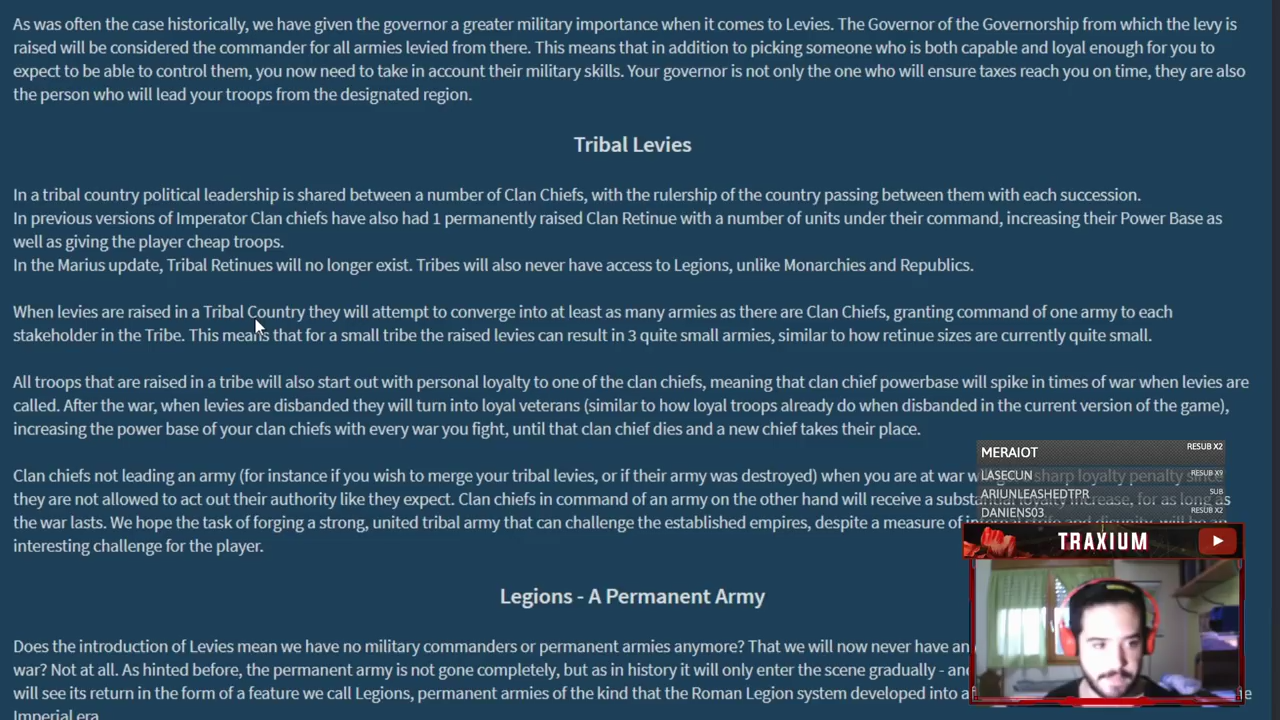 As was often the case historically, we have given the governor a greater military importance when it comes to Levies. The Governor of the Governorship from which the levy is
raised will be considered the commander for all armies levied from there. This means that in addition to picking someone who is both capable and loyal enough for you to
expect to be able to control them, you now need to take in account their military skills. Your governor is not only the one who will ensure taxes reach you on time, they are also
the person who will lead your troops from the designated region.
Tribal Levies
In a tribal country political leadership is shared between a number of Clan Chiefs, with the rulership of the country passing between them with each succession.
In previous versions of Imperator Clan chiefs have also had 1 permanently raised Clan Retinue with a number of units under their command, increasing their Power Base as
well as giving the player cheap troops.
In the Marius update, Tribal Retinues will no longer exist. Tribes will also never have access to Legions, unlike Monarchies and Republics.
When levies are raised in a Tribal Country they will attempt to converge into at least as many armies as there are Clan Chiefs, granting command of one army to each
stakeholder in the Tribe. This means that for a small tribe the raised levies can result in 3 quite small armies, similar to how retinue sizes are currently quite small.
All troops that are raised in a tribe will also start out with personal loyalty to one of the clan chiefs, meaning that clan chief powerbase will spike in times of war when levies are
called. After the war, when levies are disbanded they will turn into loyal veterans (similar to how loyal troops already do when disbanded in the current version of the game),
increasing the power base of your clan chiefs with every war you fight, until that clan chief dies and a new chief takes their place.
Clan chiefs not leading an army (for instance if you wish to merge your tribal levies, or if their army was destroyed) when you are at war sharp loyalty penalty since
they are not allowed to act out their authority like they expect. Clan chiefs in command of an army on the other hand will receive a substantial loyalty increase, for as long as
the war lasts. We hope the task of forging a strong, united tribal army that can challenge the established empires, despite a measure of internal strife and disunity, will be an
interesting challenge for the player.
MERAIOT RESUB X2
LASECUN RESUB X9
ARIUNLEASHEDTPR SUB
DANIENS03 RESUB X2
TRAXIUM
Legions - A Permanent Army
Does the introduction of Levies mean we have no military commanders or permanent armies anymore? That we will now never have an
war? Not at all. As hinted before, the permanent army is not gone completely, but as in history it will only enter the scene gradually - and
will see its return in the form of a feature we call Legions, permanent armies of the kind that the Roman Legion system developed into
Imperial era.